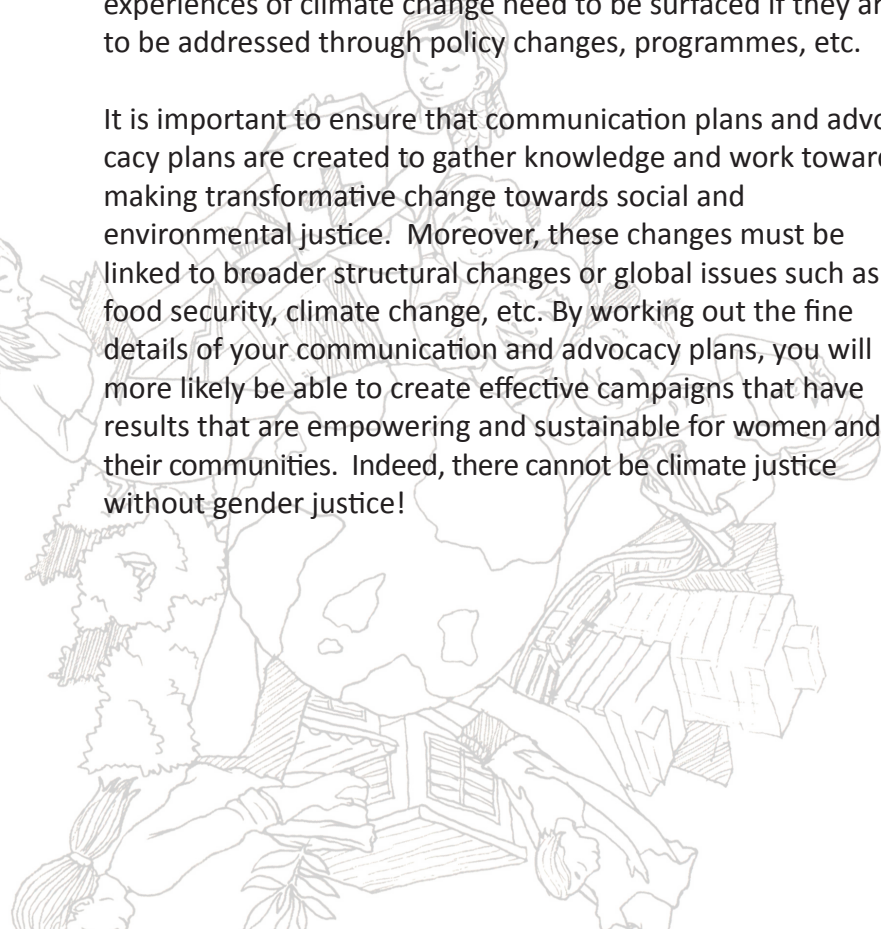 experiences of climate change need to be surfaced if they ar
to be addressed through policy changes, programmes, etc.
It is important to ensure that communication plans and advo
cacy plans are created to gather knowledge and work toward
making transformative change towards social and
environmental justice.  Moreover, these changes must be
linked to broader structural changes or global issues such as
food security, climate change, etc. By working out the fine
details of your communication and advocacy plans, you will
more likely be able to create effective campaigns that have
results that are empowering and sustainable for women and
their communities.  Indeed, there cannot be climate justice
without gender justice!